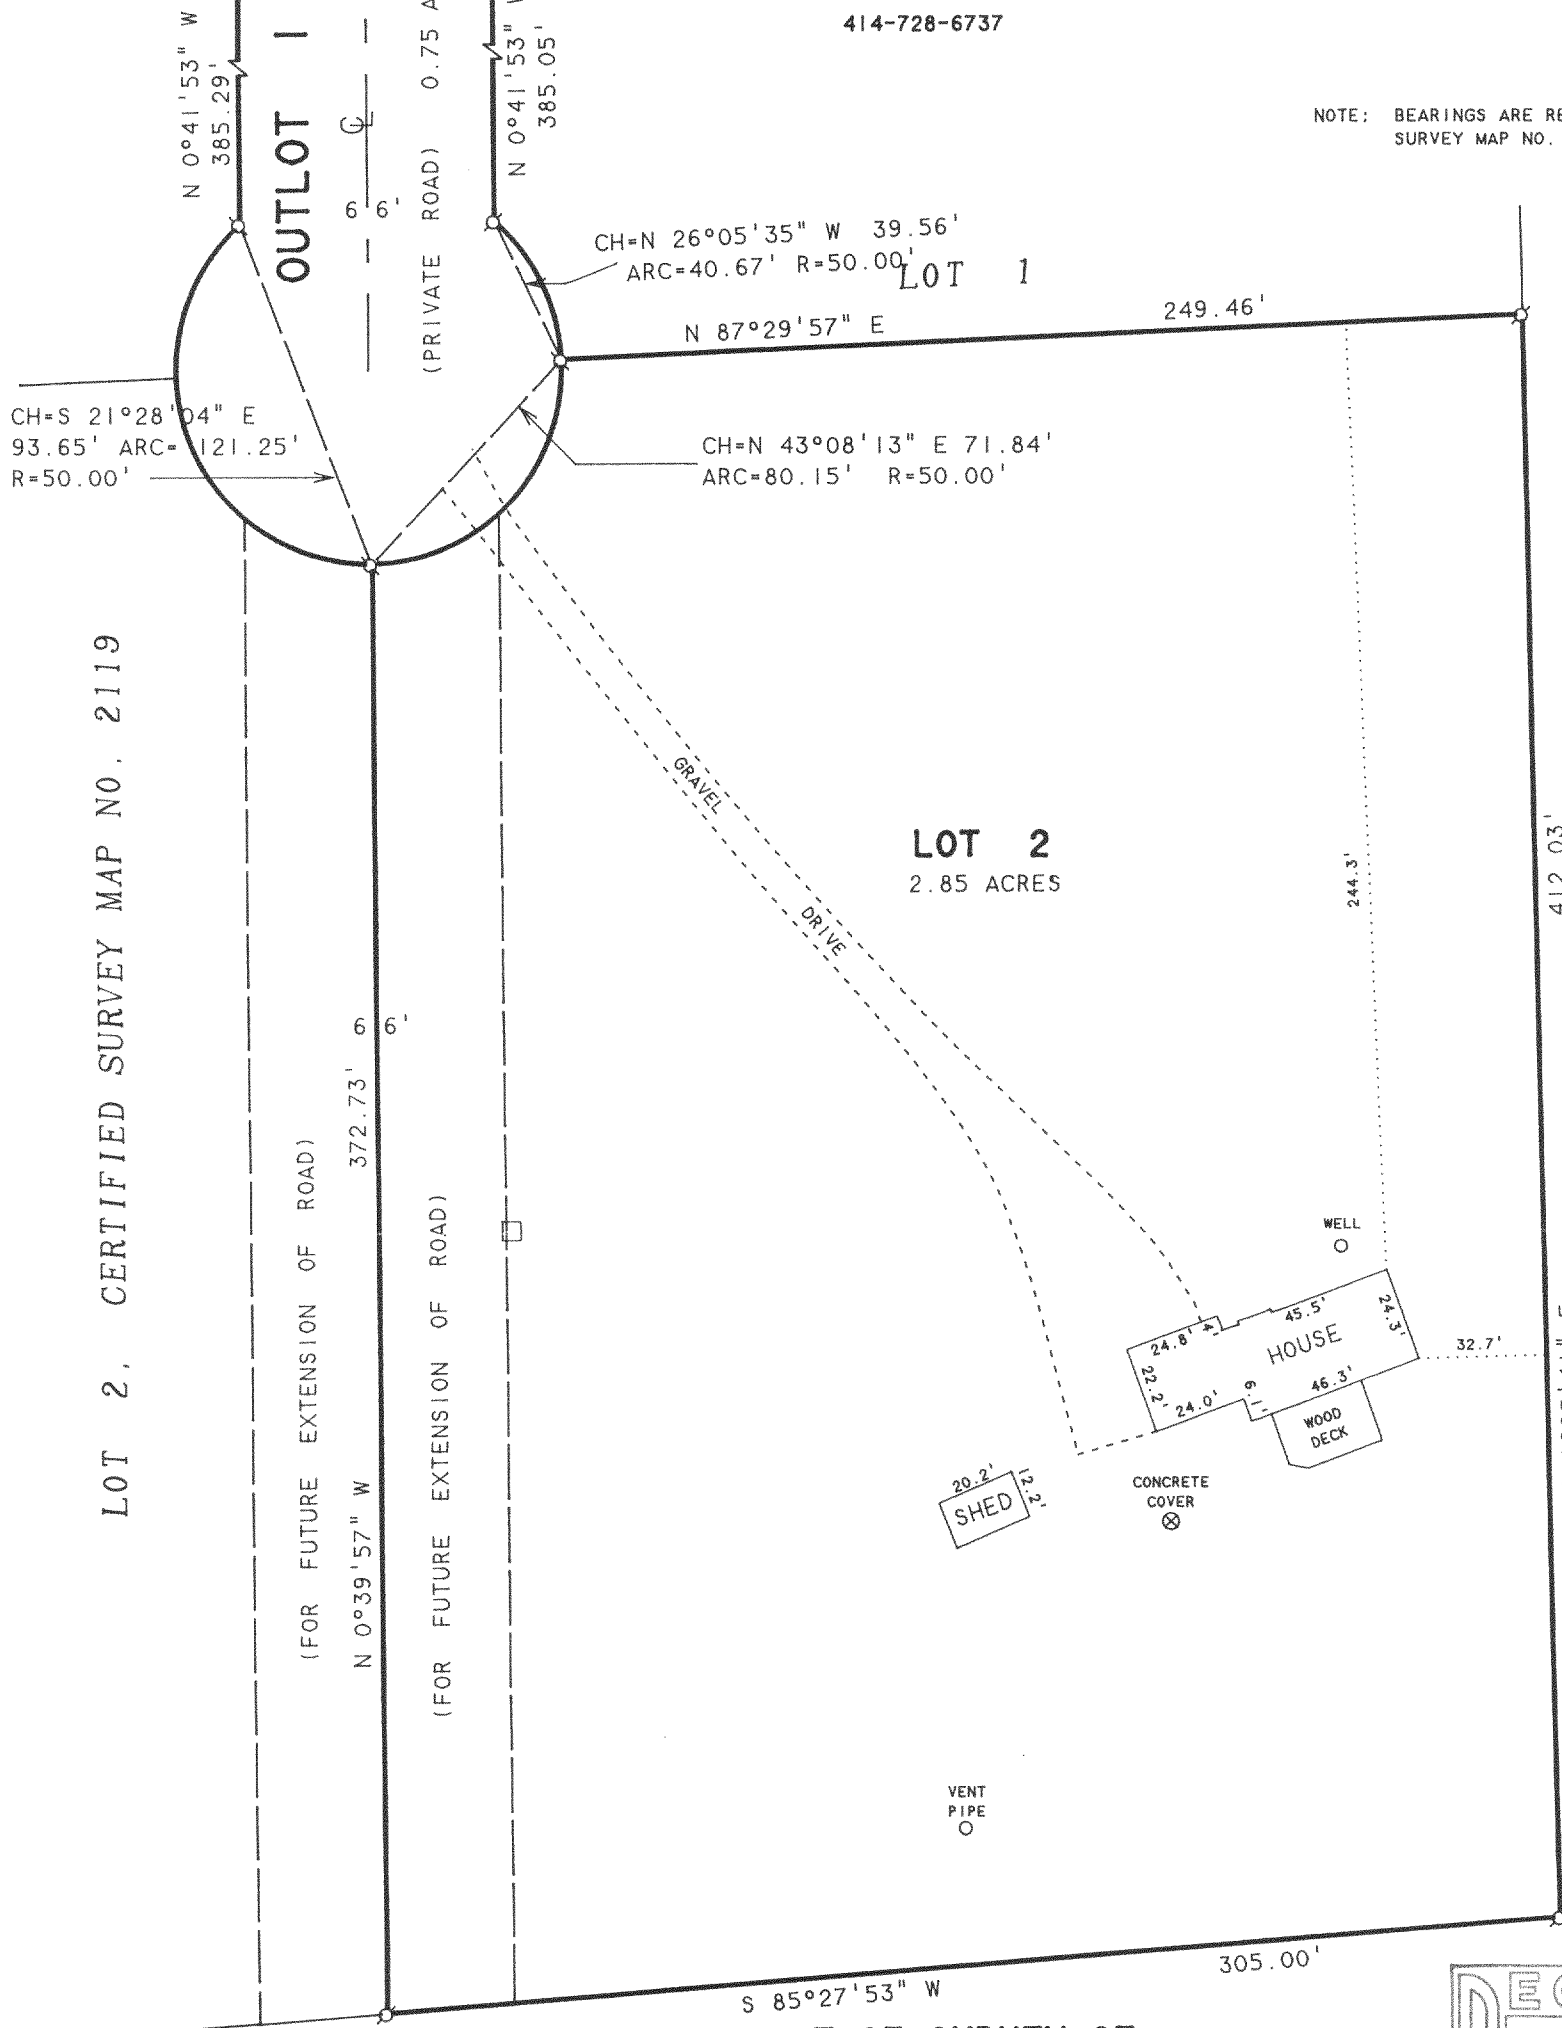 414-728-6737
NOTE: BEARINGS ARE
SURVEY MAP NO.
N 0°41'53" W
385.29'
OUTLOT 1
℄
66'
(PRIVATE ROAD) 0.75
N 0°41'53"
385.05'
CH=N 26°05'35" W 39.56'
ARC=40.67' R=50.00'
LOT 1
N 87°29'57" E
249.46'
CH=S 21°28'04" E
93.65' ARC=121.25'
R=50.00'
CH=N 43°08'13" E 71.84'
ARC=80.15' R=50.00'
LOT 2, CERTIFIED SURVEY MAP NO. 2119
GRAVEL
DRIVE
LOT 2
2.85 ACRES
244.3'
412.03'
66'
372.73'
N 0°39'57" W
(FOR FUTURE EXTENSION OF ROAD)
(FOR FUTURE EXTENSION OF ROAD)
WELL
24.8'
4'
45.5'
24.3'
HOUSE
22.2'
24.0'
6.1'
46.3'
32.7'
WOOD
DECK
20.2'
12.2'
SHED
CONCRETE
COVER
VENT
PIPE
305.00'
S 85°27'53" W